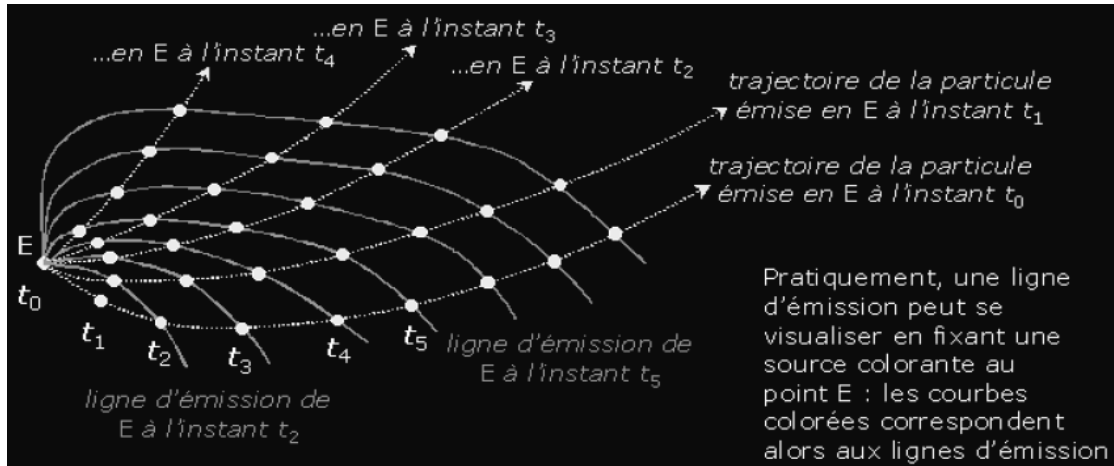 ...en E à l'instant t4
...en E à l'instant t3
...en E à l'instant t2
trajectoire de la particule
émise en E à l'instant t1
trajectoire de la particule
émise en E à l'instant t0
E
t0
t1
t2
t3
t4
t5
ligne d'émission de
E à l'instant t2
ligne d'émission de
E à l'instant t5
Pratiquement, une ligne
d'émission peut se
visualiser en fixant une
source colorante au
point E : les courbes
colorées correspondent
alors aux lignes d'émission